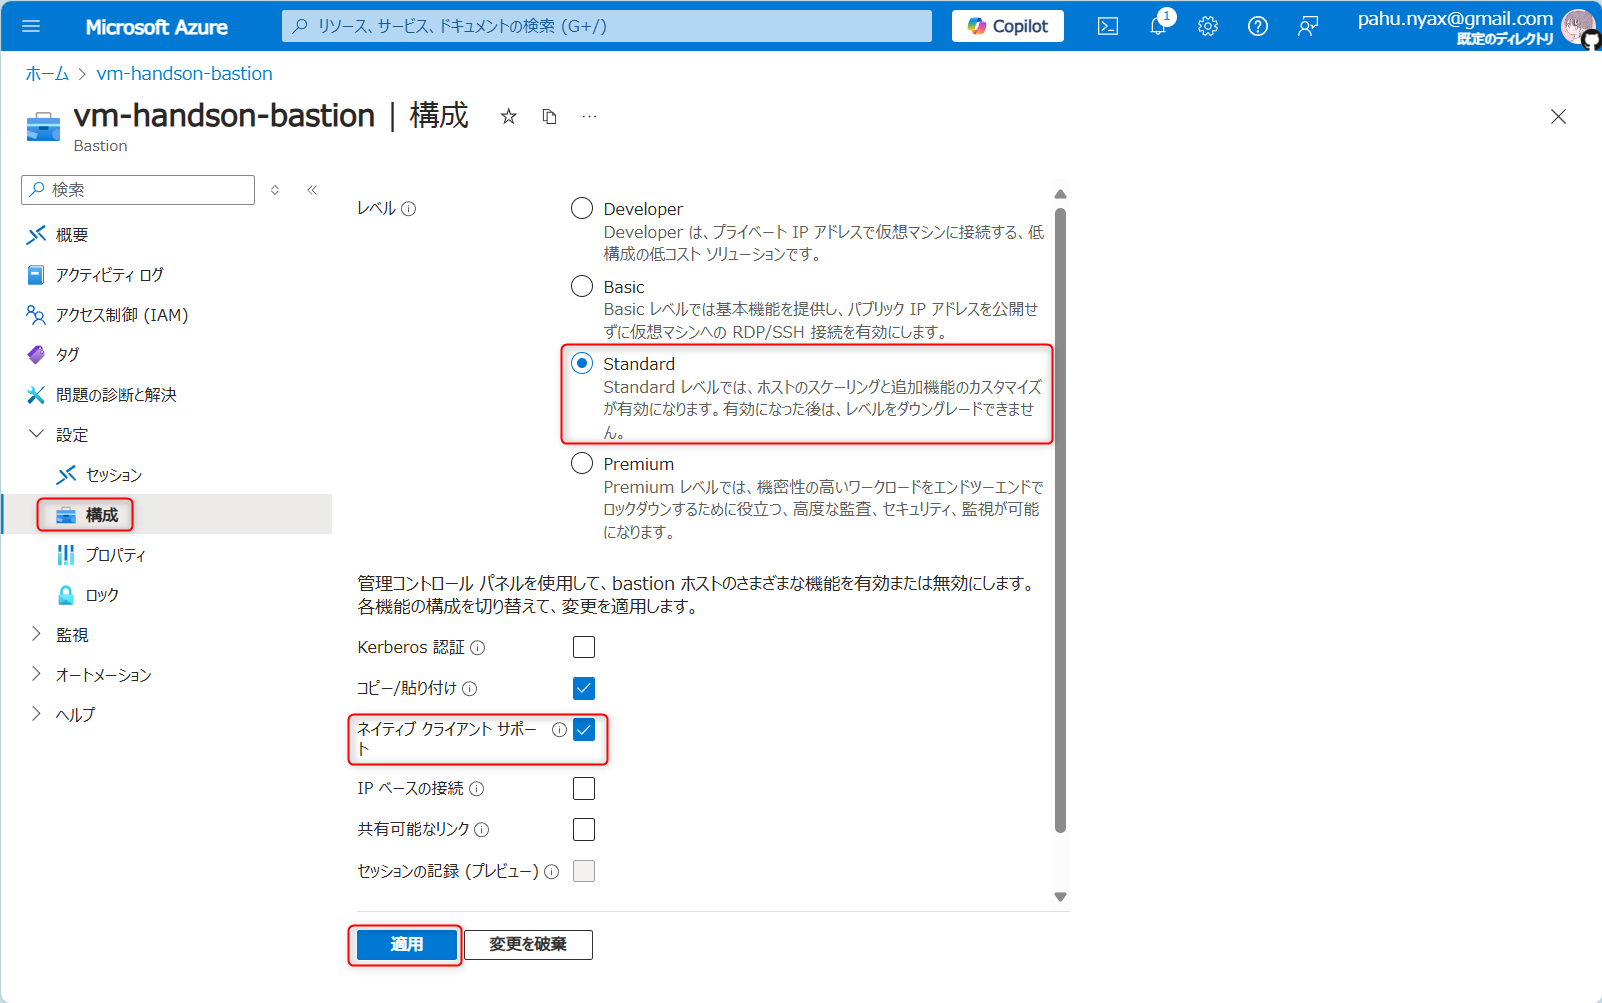 Microsoft Azure
リソース、サービス、ドキュメントの検索 (G+/)
Copilot
1
pahu.nyax@gmail.com
既定のディレクトリ
ホーム > vm-handson-bastion
vm-handson-bastion | 構成
Bastion
検索
概要
アクティビティ ログ
アクセス制御 (IAM)
タグ
問題の診断と解決
設定
セッション
構成
プロパティ
ロック
監視
オートメーション
ヘルプ
レベル
Developer
Developer は、プライベート IP アドレスで仮想マシンに接続する、低
構成の低コスト ソリューションです。
Basic
Basic レベルでは基本機能を提供し、パブリック IP アドレスを公開せ
ずに仮想マシンへの RDP/SSH 接続を有効にします。
Standard
Standard レベルでは、ホストのスケーリングと追加機能のカスタマイズ
が有効になります。有効になった後は、レベルをダウングレードできませ
ん。
Premium
Premium レベルでは、機密性の高いワークロードをエンドツーエンドで
ロックダウンするために役立つ、高度な監査、セキュリティ、監視が可能
になります。
管理コントロール パネルを使用して、bastion ホストのさまざまな機能を有効または無効にします。
各機能の構成を切り替えて、変更を適用します。
Kerberos 認証
コピー/貼り付け
ネイティブ クライアント サポー
ト
IP ベースの接続
共有可能なリンク
セッションの記録 (プレビュー)
適用
変更を破棄